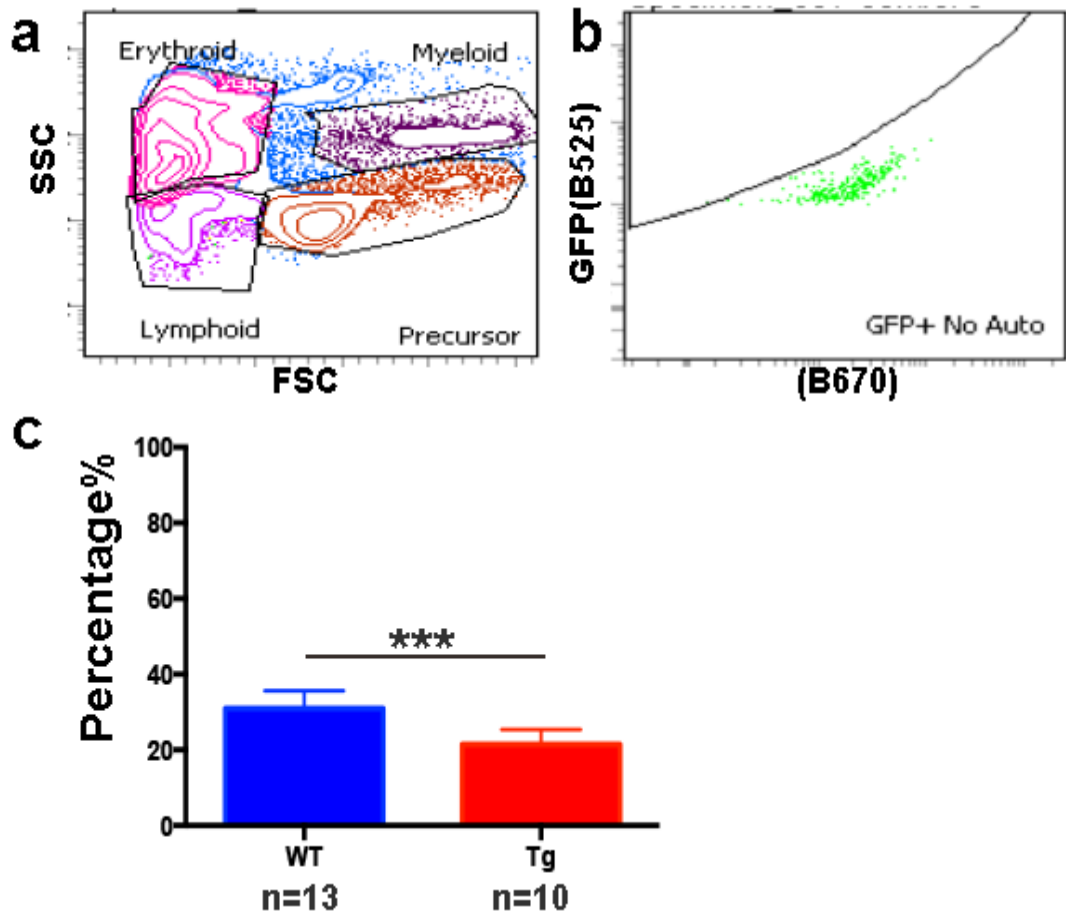 a
Erythroid
Myeloid
SSC
Lymphoid
Precursor
FSC
b
GFP(B525)
GFP+ No Auto
(B670)
c
Percentage%
100
80
60
40
20
0
***
WT
Tg
n=13
n=10